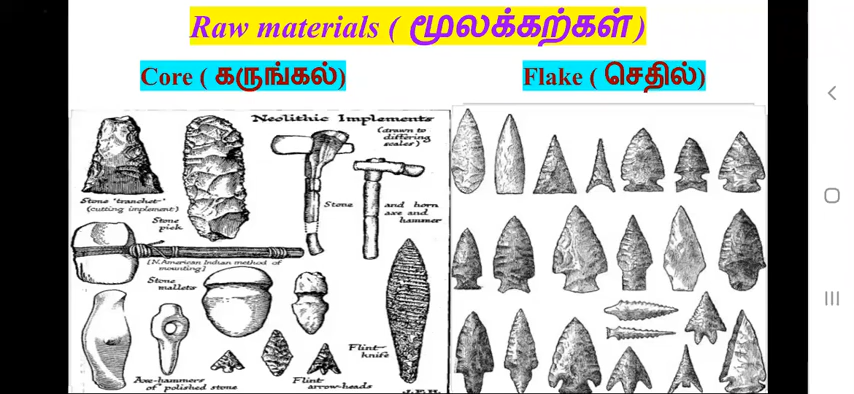 Raw materials ( மூலக்கற்கள்)
Core ( கருங்கல்)
Flake ( செதில்)
Neolithic Implements
(drawn to
differing
scales)
Stone 'tranchet'
(cutting implement)
Stone
pick
Stone and horn
axe and
hammer
[N. American Indian method of
mounting]
Stone
mallets
Flint
knife
Axe-hammers
of polished stone
Flint
arrow-heads